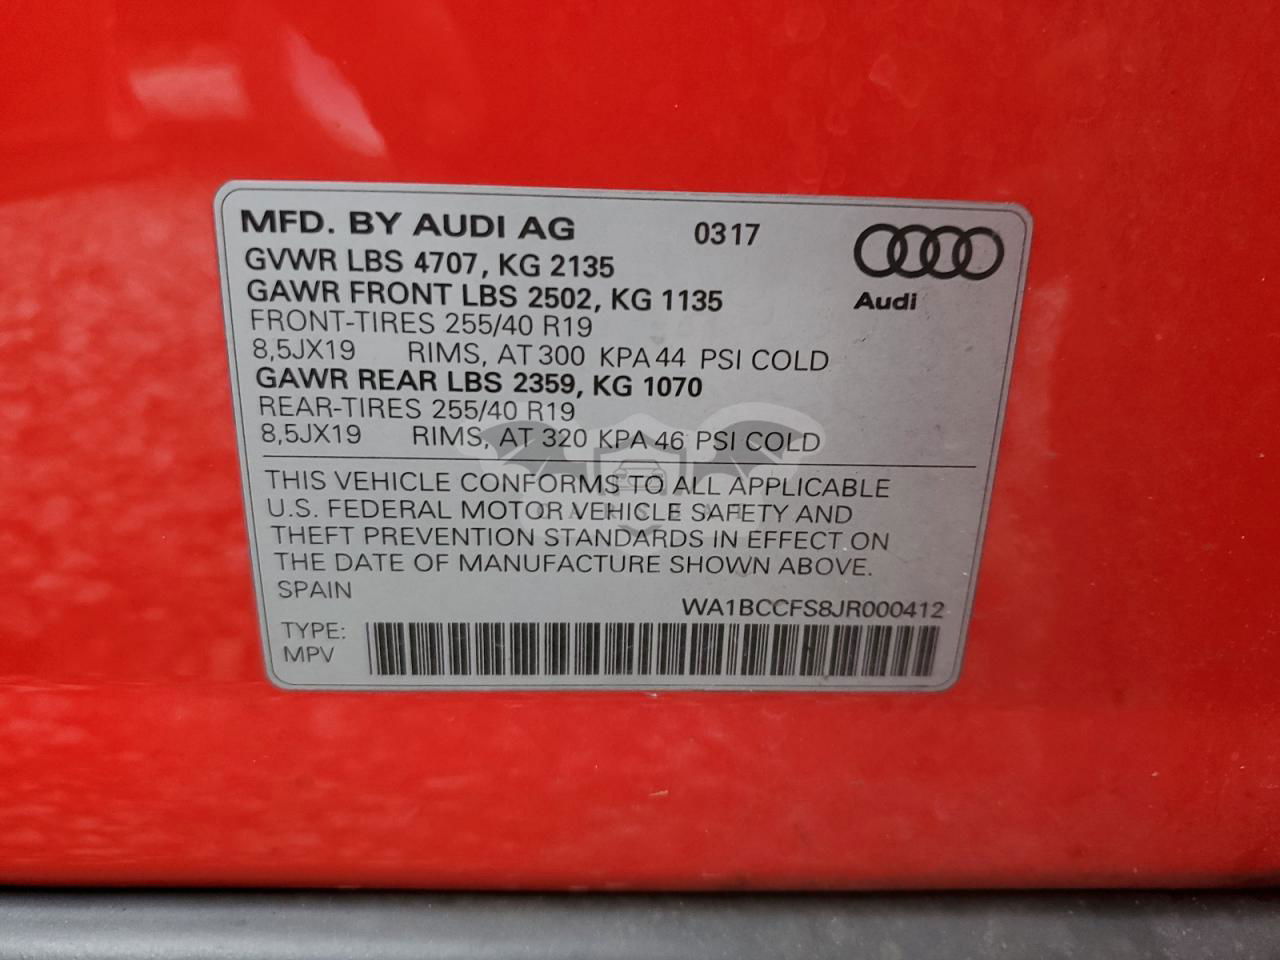 MFD. BY AUDI AG 0317
GVWR LBS 4707, KG 2135
GAWR FRONT LBS 2502, KG 1135
Audi
FRONT-TIRES 255/40 R19
8,5JX19 RIMS, AT 300 KPA 44 PSI COLD
GAWR REAR LBS 2359, KG 1070
REAR-TIRES 255/40 R19
8,5JX19 RIMS, AT 320 KPA 46 PSI COLD
THIS VEHICLE CONFORMS TO ALL APPLICABLE
U.S. FEDERAL MOTOR VEHICLE SAFETY AND
THEFT PREVENTION STANDARDS IN EFFECT ON
THE DATE OF MANUFACTURE SHOWN ABOVE.
SPAIN
WA1BCCFS8JR000412
TYPE:
MPV